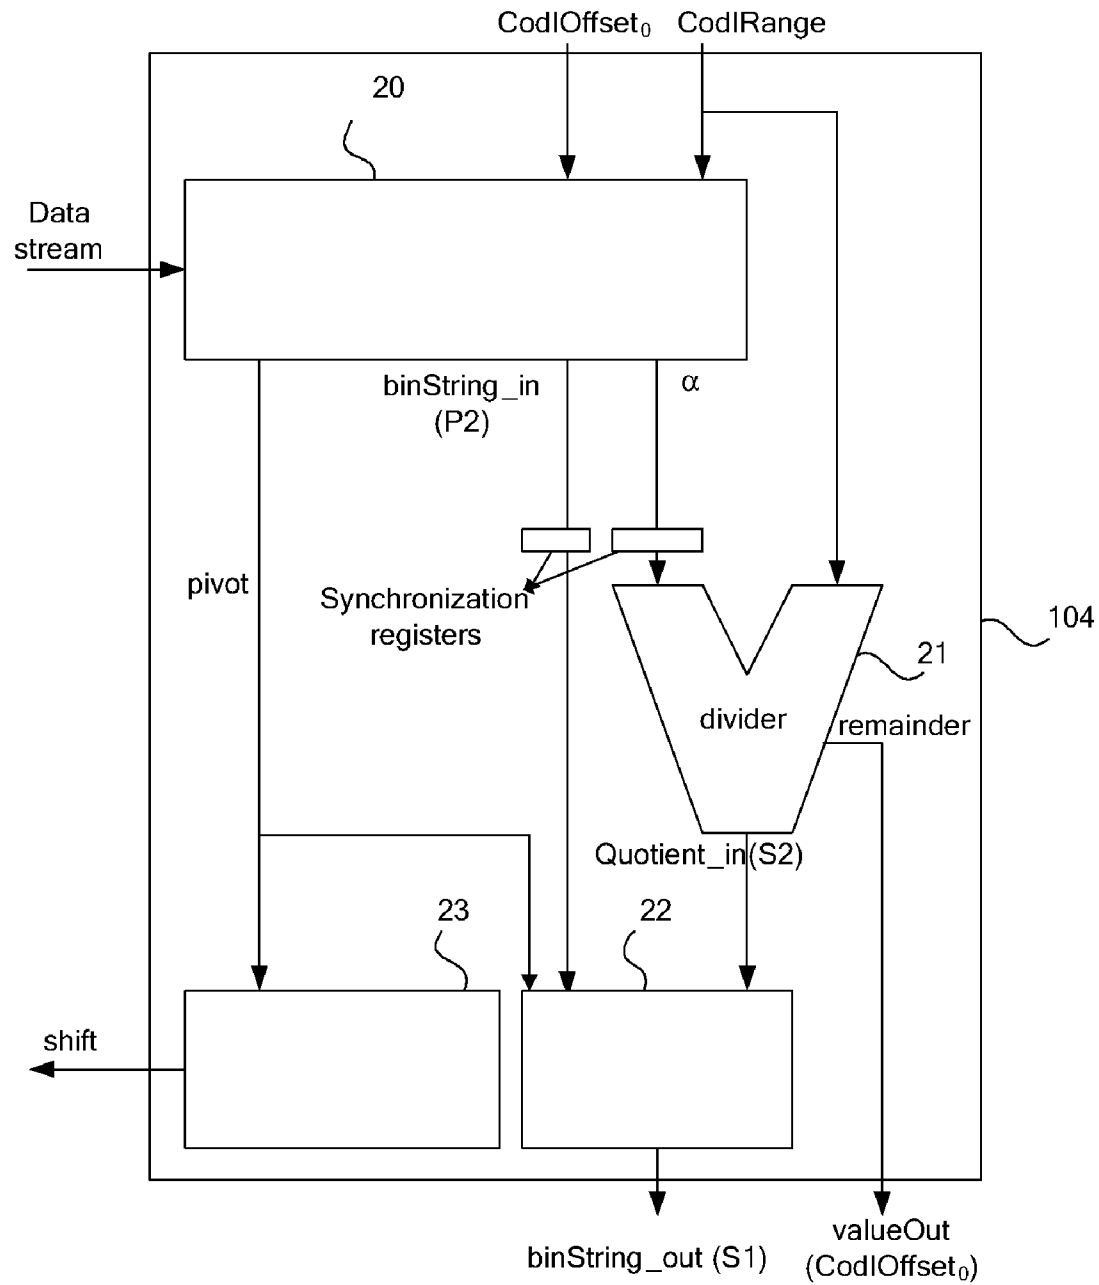 CodIOffset₀ CodIRange
20
Data
stream
binString_in
(P2)
α
pivot
Synchronization
registers
104
21
divider
remainder
Quotient_in(S2)
23
22
shift
binString_out (S1)
valueOut
(CodIOffset₀)